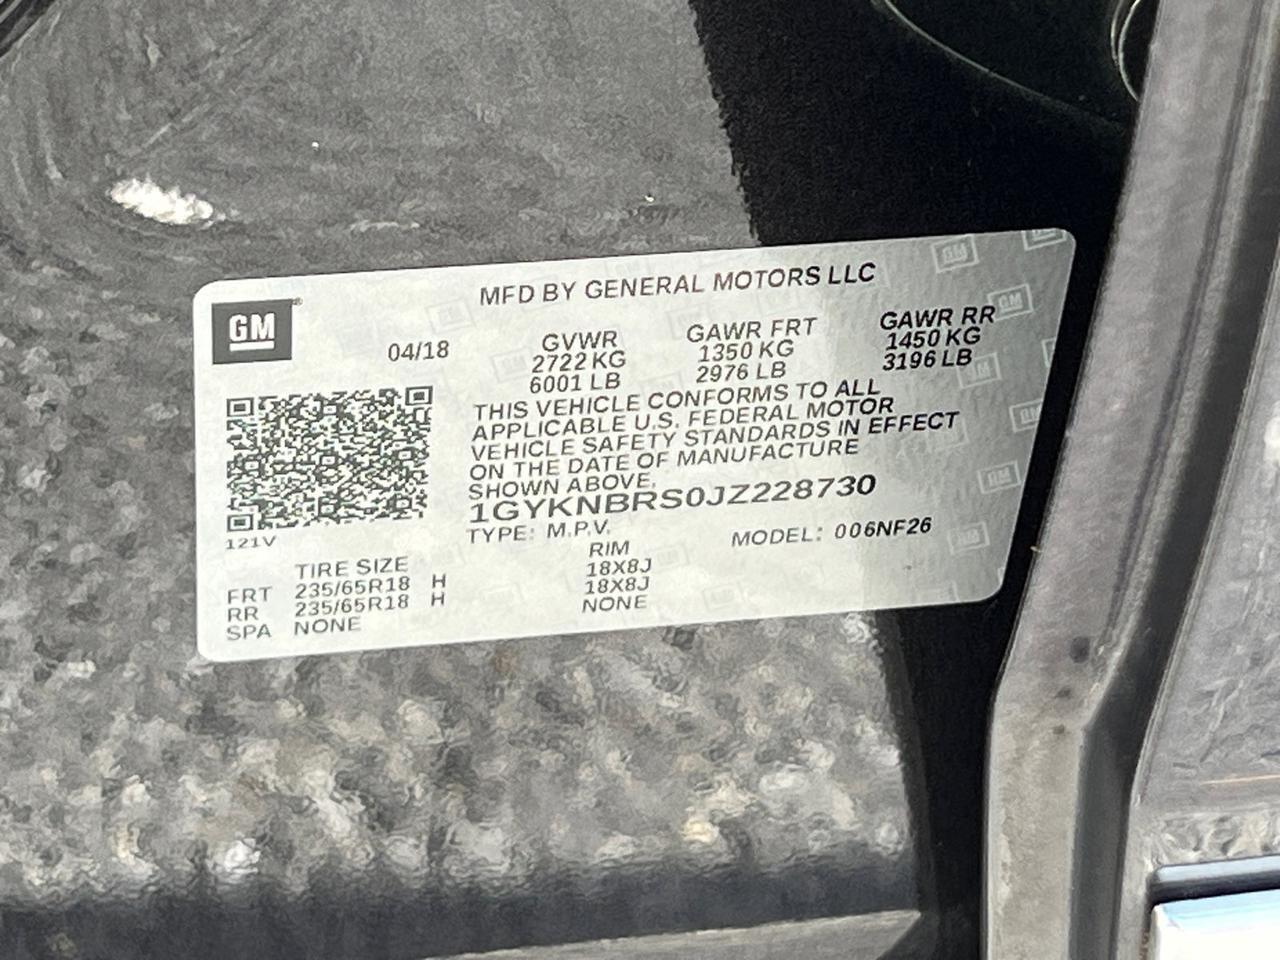 MFD BY GENERAL MOTORS LLC
GM
04/18
GVWR
2722 KG
6001 LB
GAWR FRT
1350 KG
2976 LB
GAWR RR
1450 KG
3196 LB
THIS VEHICLE CONFORMS TO ALL
APPLICABLE U.S. FEDERAL MOTOR
VEHICLE SAFETY STANDARDS IN EFFECT
ON THE DATE OF MANUFACTURE
SHOWN ABOVE.
1GYKNBRS0JZ228730
121V
TYPE: M.P.V. MODEL: 006NF26
TIRE SIZE RIM
FRT 235/65R18 H 18X8J
RR 235/65R18 H 18X8J
SPA NONE NONE